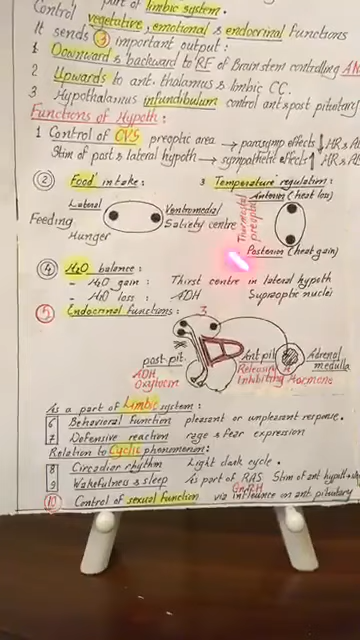 part of limbic system.
Control vegetative, emotional & endocrinal functions
It sends 3 important output:
1 Downward & backward to RF of Brainstem controlling AN
2 Upwards to ant. thalamus & limbic CC.
3 Hypothalamus infundibulum control ant & post pituitary
Functions of Hypoth:
1 Control of CVS preoptic area → parasymp effects ↓ HR &
Stim of post & lateral hypoth → sympathetic effects ↑ HR &
2 Food intake:
3 Temperature regulation:
Anterior (heat loss)
Lateral
Ventromedial
Feeding
Satiety centre
Hunger
Thermostat preoptic
Posterior (heat gain)
4 H2O balance:
- H2O gain: Thirst centre in lateral hypoth
- H2O loss: ADH Supraoptic nuclei
5 Endocrinal functions:
3
post pit.
Ant pit
Adrenal medulla
ADH
Oxytocin
Releasing &
Inhibiting Hormone
As a part of Limbic system:
6 Behavioral Function pleasant or unpleasant response.
7 Defensive reaction rage & fear expression
Relation to Cyclic phenomenon:
8 Circadian rhythm Light dark cycle.
9 Wakefulness & sleep As part of RAS Stim of ant hypoth →
GnRH
10 Control of sexual function via influence on ant pituitary